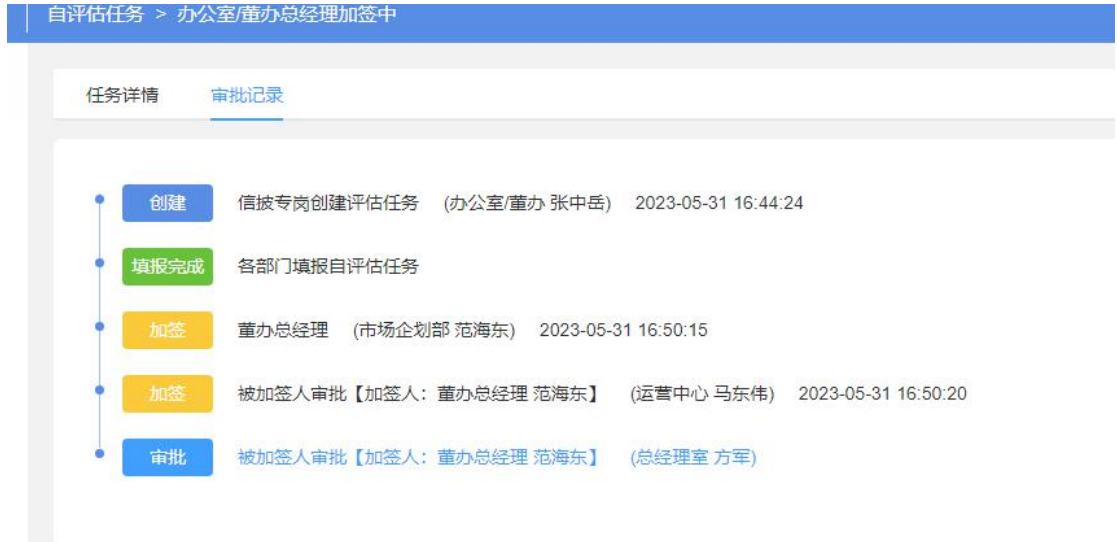 自评估任务 > 办公室/董办总经理加签中
任务详情 审批记录
创建 信披专岗创建评估任务 (办公室/董办 张中岳) 2023-05-31 16:44:24
填报完成 各部门填报自评估任务
加签 董办总经理 (市场企划部 范海东) 2023-05-31 16:50:15
加签 被加签人审批【加签人：董办总经理 范海东】 (运营中心 马东伟) 2023-05-31 16:50:20
审批 被加签人审批【加签人：董办总经理 范海东】 (总经理室 方军)